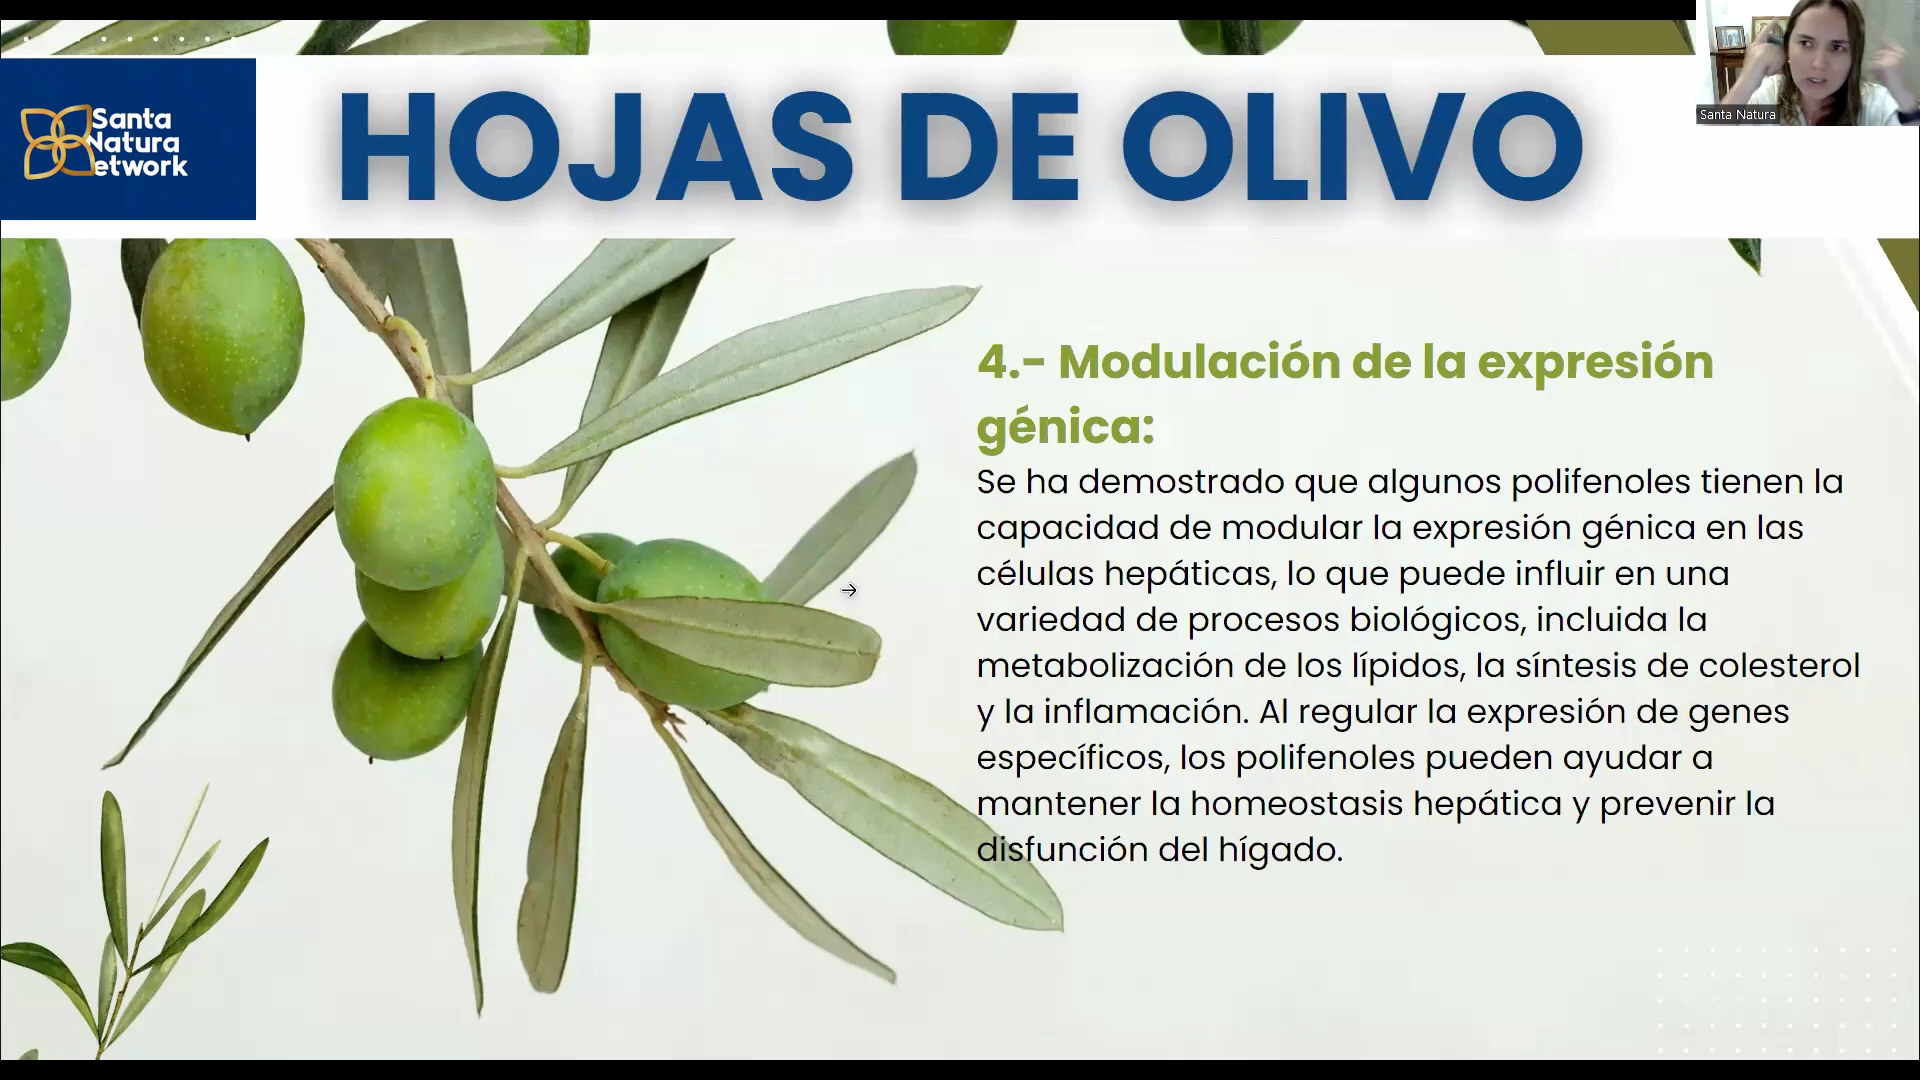 Santa
Natura
etwork
HOJAS DE OLIVO
Santa Natura
4.- Modulación de la expresión
génica:
Se ha demostrado que algunos polifenoles tienen la
capacidad de modular la expresión génica en las
células hepáticas, lo que puede influir en una
variedad de procesos biológicos, incluida la
metabolización de los lípidos, la síntesis de colesterol
y la inflamación. Al regular la expresión de genes
específicos, los polifenoles pueden ayudar a
mantener la homeostasis hepática y prevenir la
disfunción del hígado.